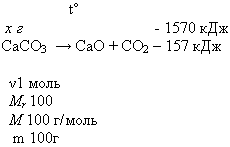 t°
x г - 1570 кДж
CaCO₃ → CaO + CO₂ – 157 кДж
ν1 моль
Mᵣ 100
M 100 г/моль
m 100г